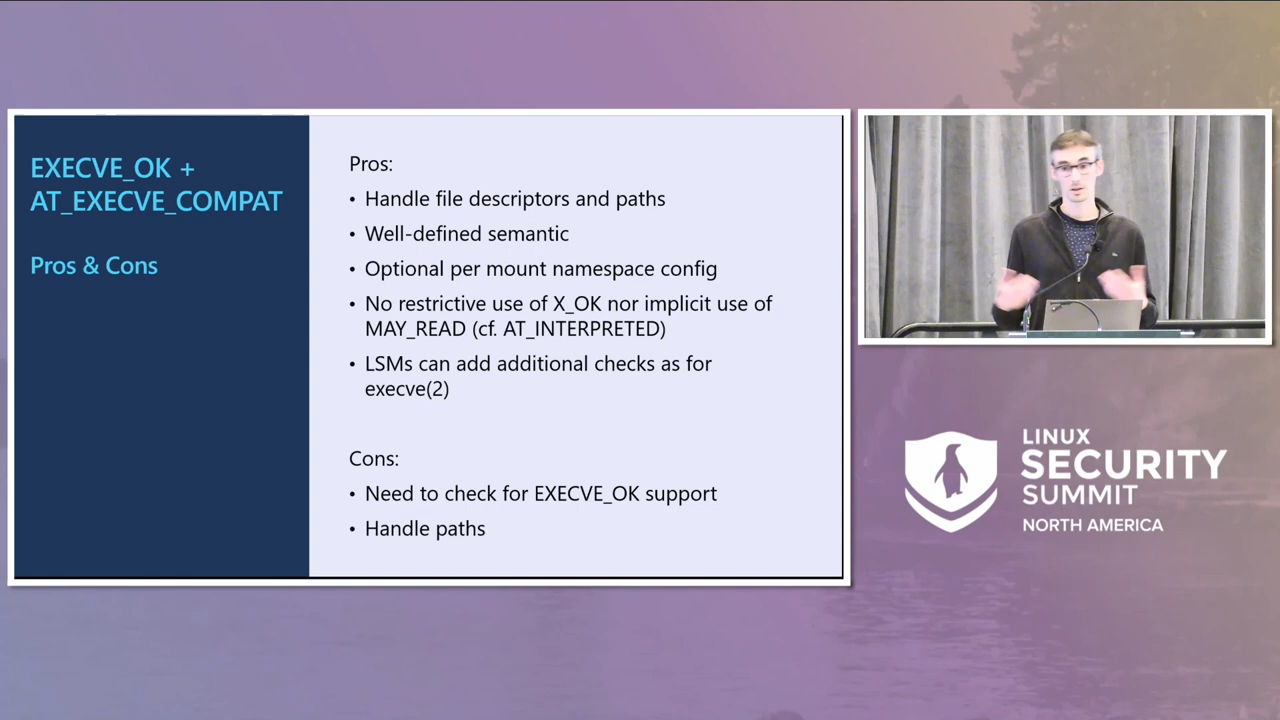 EXECVE_OK +
AT_EXECVE_COMPAT
Pros & Cons
Pros:
• Handle file descriptors and paths
• Well-defined semantic
• Optional per mount namespace config
• No restrictive use of X_OK nor implicit use of
MAY_READ (cf. AT_INTERPRETED)
• LSMs can add additional checks as for
execve(2)
Cons:
• Need to check for EXECVE_OK support
• Handle paths
LINUX
SECURITY
SUMMIT
NORTH AMERICA